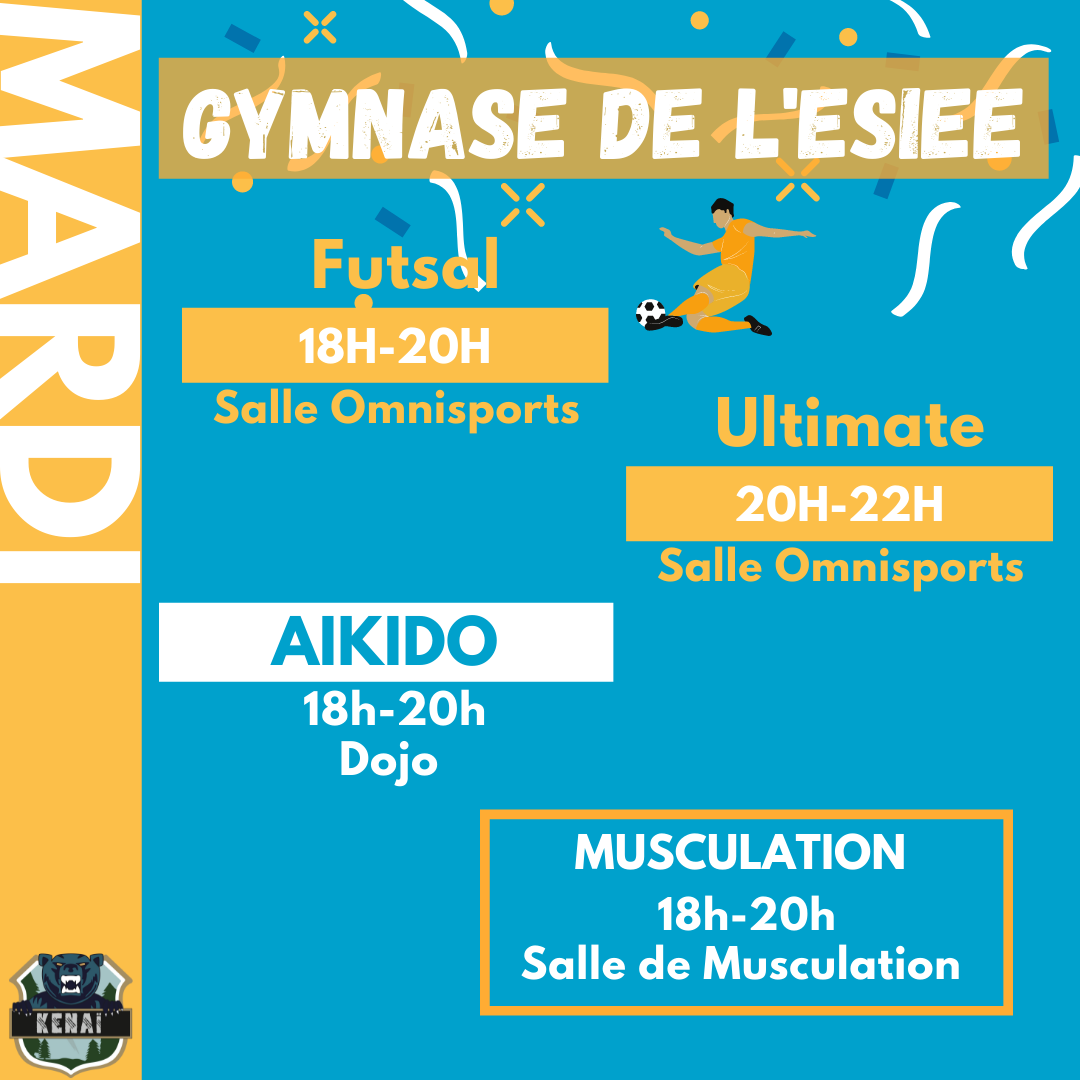 MARDI
GYMNASE DE L'ESIEE
Futsal
18H-20H
Salle Omnisports
Ultimate
20H-22H
Salle Omnisports
AIKIDO
18h-20h
Dojo
MUSCULATION
18h-20h
Salle de Musculation
KENAÏ